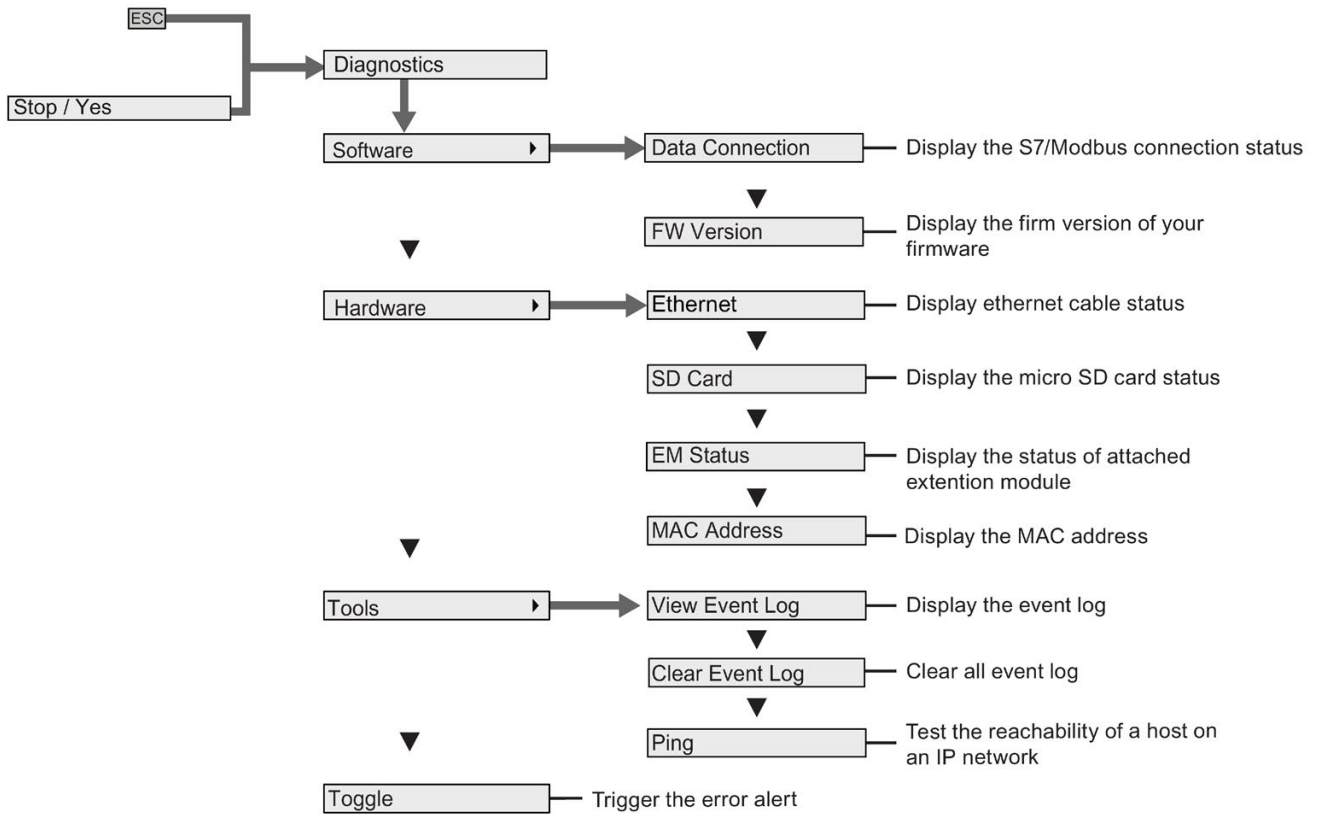 ESC
Diagnostics
Stop / Yes
Software
Data Connection
Display the S7/Modbus connection status
FW Version
Display the firm version of your
firmware
Hardware
Ethernet
Display ethernet cable status
SD Card
Display the micro SD card status
EM Status
Display the status of attached
extention module
MAC Address
Display the MAC address
Tools
View Event Log
Display the event log
Clear Event Log
Clear all event log
Ping
Test the reachability of a host on
an IP network
Toggle
Trigger the error alert